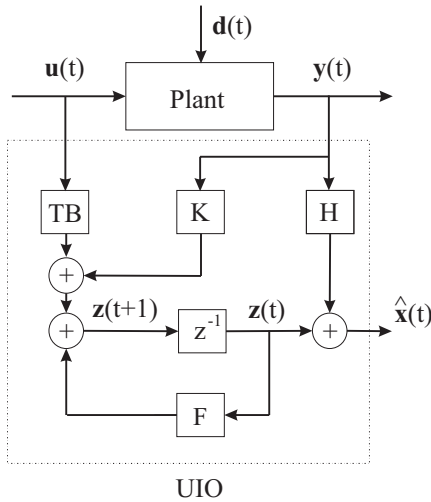 d(t)
u(t)
y(t)
Plant
TB
K
H
+
+
z(t+1)
z⁻¹
z(t)
+
x̂(t)
F
UIO